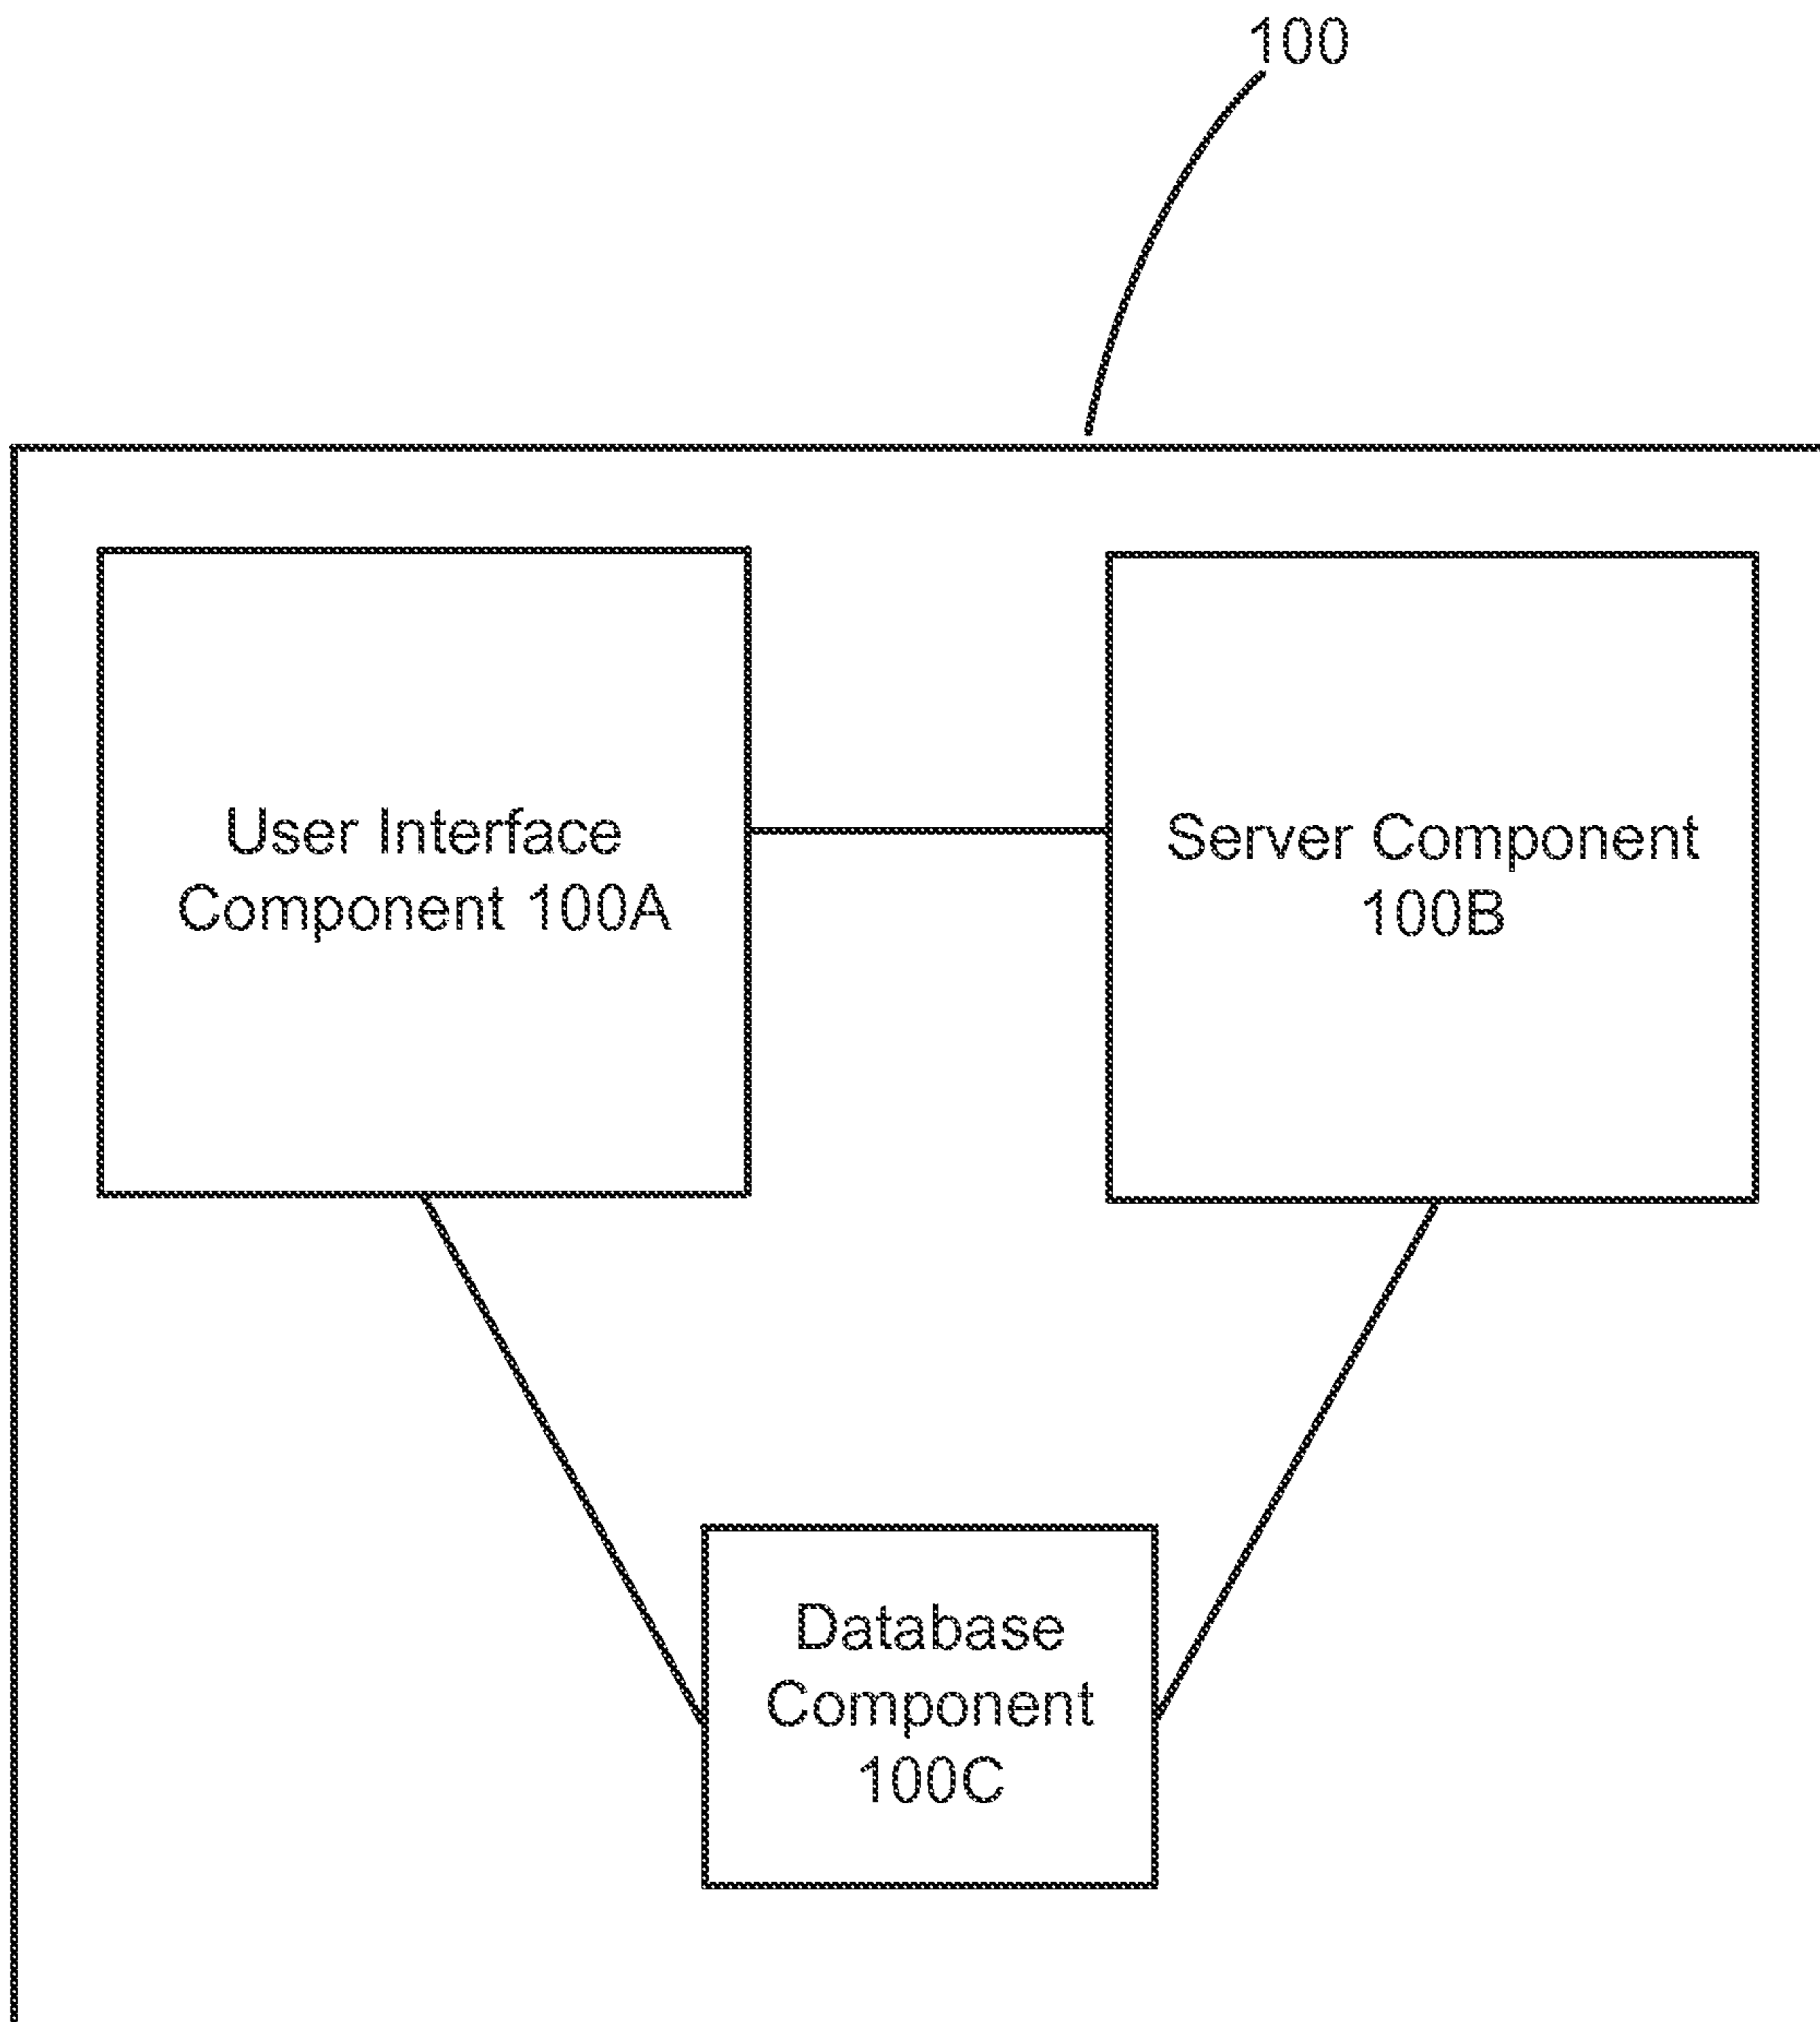 100
User Interface
Component 100A
Server Component
100B
Database
Component
100C